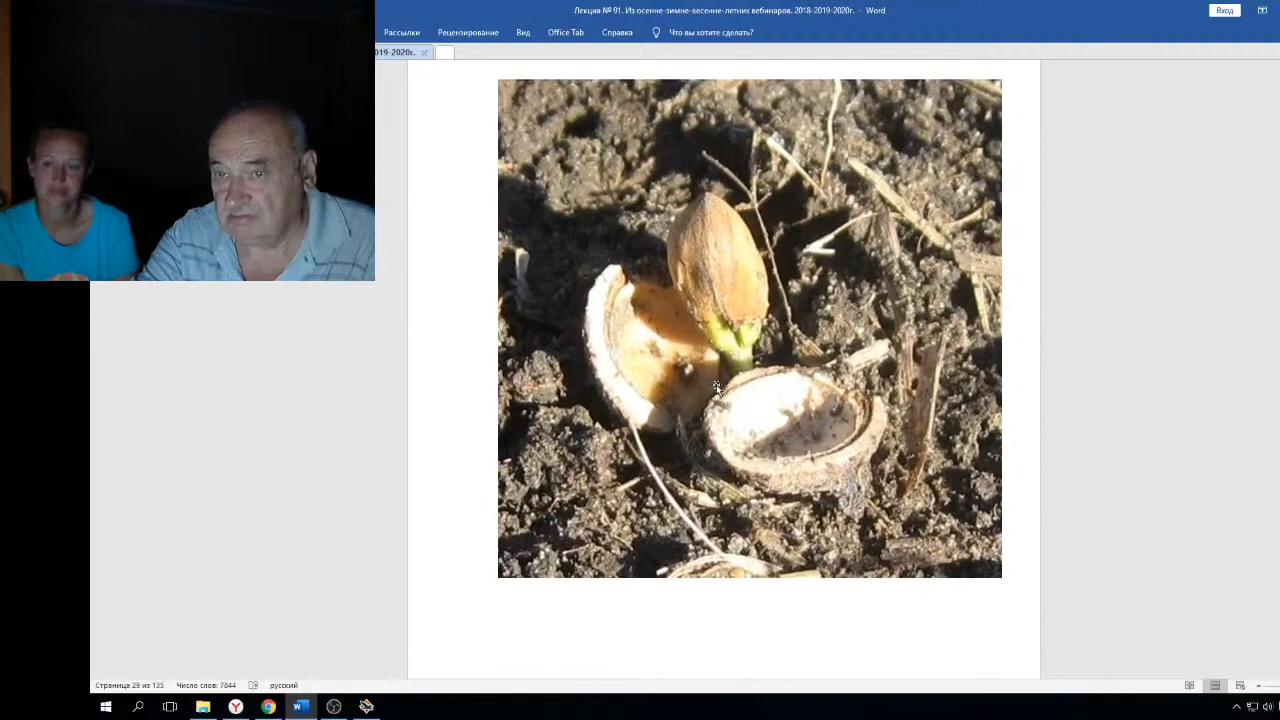 Лекция № 91. Из осенне-зимне-весенне-летних вебинаров. 2018-2019-2020г. - Word
Вход
Рассылки Рецензирование Вид Office Tab Справка Что вы хотите сделать?
019-2020г.
Страница 29 из 135 Число слов: 7844 русский